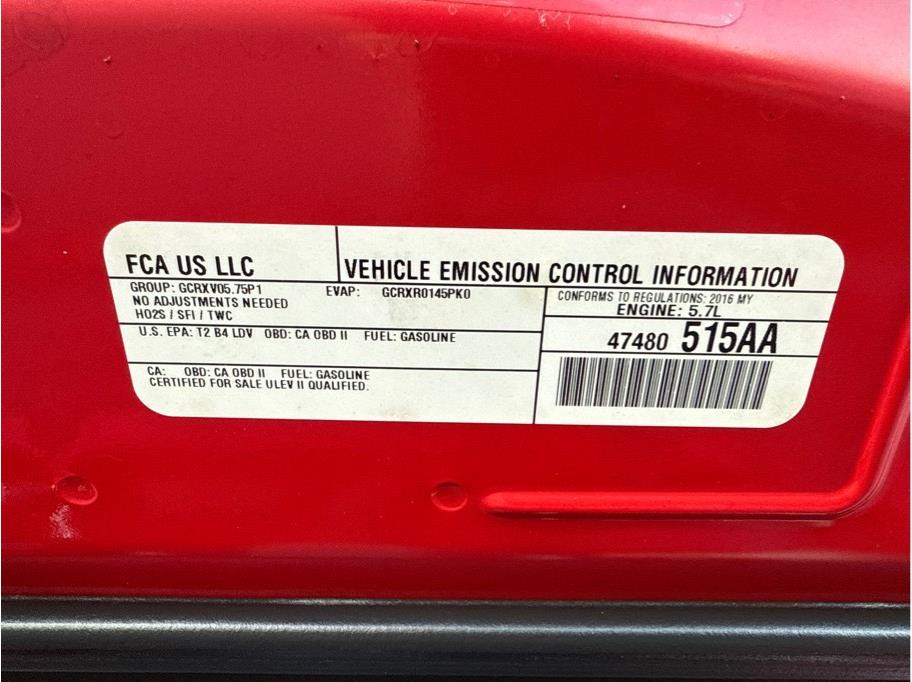 FCA US LLC
VEHICLE EMISSION CONTROL INFORMATION
GROUP: GCRXV05.75P1 EVAP: GCRXR0145PK0
NO ADJUSTMENTS NEEDED
HO2S / SFI / TWC
CONFORMS TO REGULATIONS: 2016 MY
ENGINE: 5.7L
U.S. EPA: T2 B4 LDV OBD: CA OBD II FUEL: GASOLINE
47480 515AA
CA: OBD: CA OBD II FUEL: GASOLINE
CERTIFIED FOR SALE ULEV II QUALIFIED.